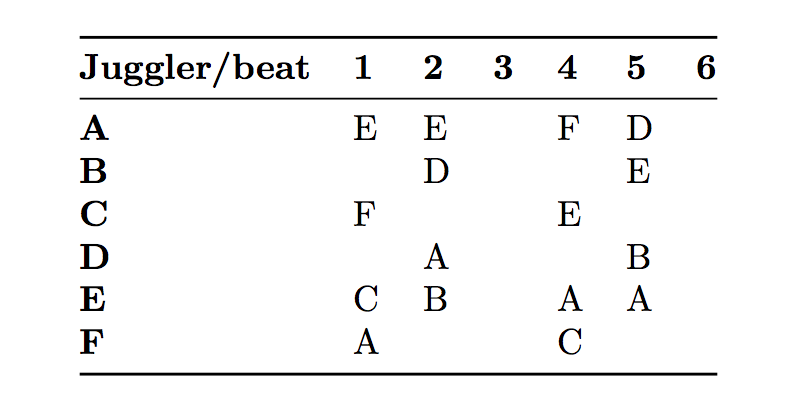 Juggler/beat 1 2 3 4 5 6
A E E F D
B D E
C F E
D A B
E C B A A
F A C